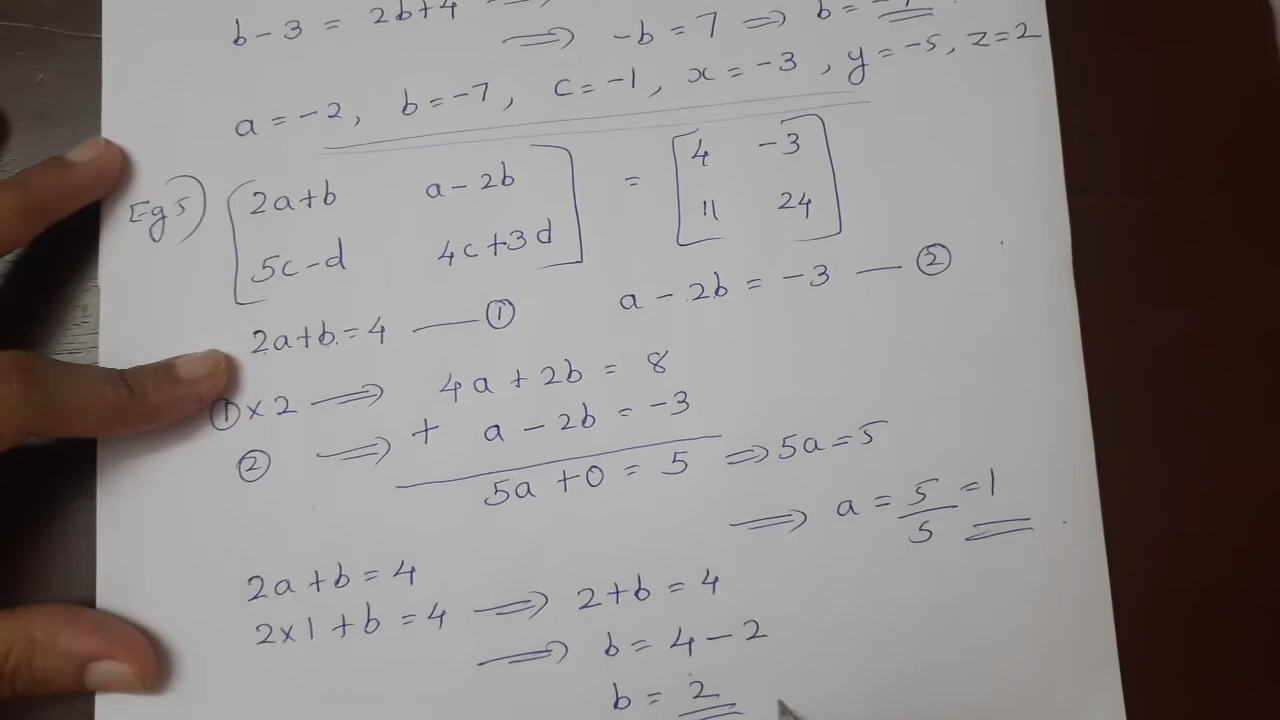 b - 3 = 2b+4
⟹ -b = 7 ⟹ b = -7
a = -2, b = -7, c = -1, x = -3, y = -5, z = 2
Eg 5) [2a+b a-2b = [4 -3
5c-d 4c+3d] 11 24]
2a+b = 4 —— ① a - 2b = -3 —— ②
①×2 ⟹ 4a + 2b = 8
② ⟹ + a - 2b = -3
5a + 0 = 5 ⟹ 5a = 5
⟹ a = 5/5 = 1
2a + b = 4
2×1 + b = 4 ⟹ 2+b = 4
⟹ b = 4 - 2
b = 2